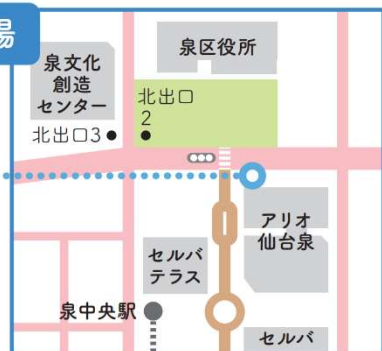 場
泉区役所
泉文化
創造
センター
北出口
2
北出口3
アリオ
仙台泉
セルバ
テラス
泉中央駅
セルバ